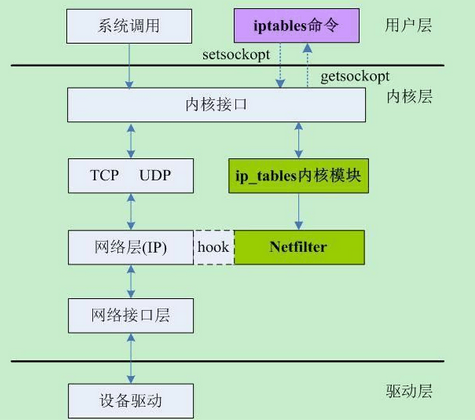 系统调用
iptables命令
用户层
setsockopt
getsockopt
内核层
内核接口
TCP UDP
ip_tables内核模块
网络层(IP)
hook
Netfilter
网络接口层
设备驱动
驱动层